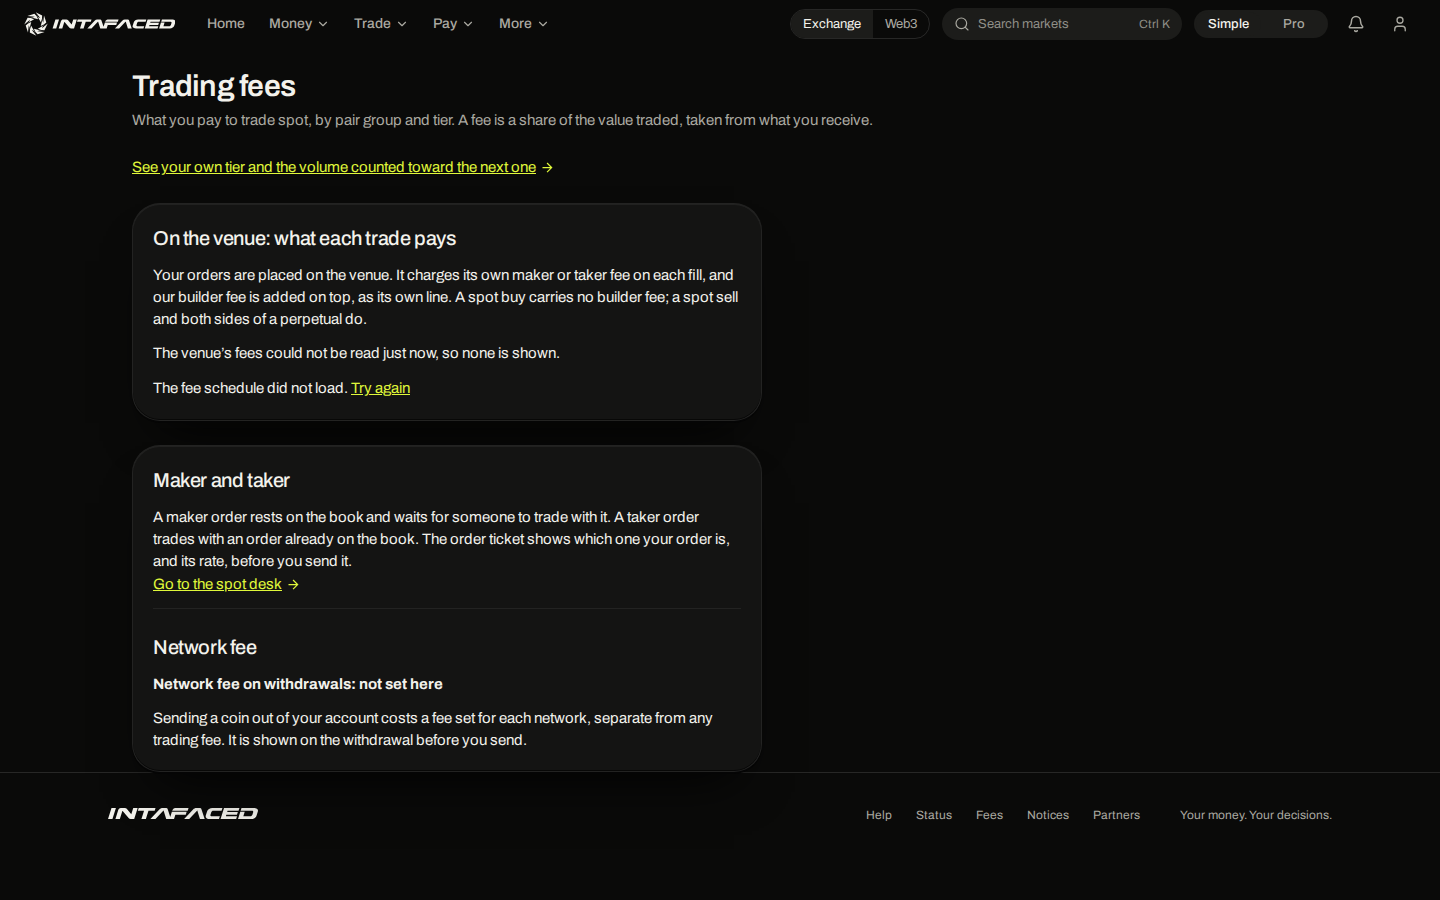 INTAFACED
Home
Money
Trade
Pay
More
Exchange
Web3
Search markets
Ctrl K
Simple
Pro
Trading fees
What you pay to trade spot, by pair group and tier. A fee is a share of the value traded, taken from what you receive.
See your own tier and the volume counted toward the next one →
On the venue: what each trade pays
Your orders are placed on the venue. It charges its own maker or taker fee on each fill, and
our builder fee is added on top, as its own line. A spot buy carries no builder fee; a spot sell
and both sides of a perpetual do.
The venue’s fees could not be read just now, so none is shown.
The fee schedule did not load. Try again
Maker and taker
A maker order rests on the book and waits for someone to trade with it. A taker order
trades with an order already on the book. The order ticket shows which one your order is,
and its rate, before you send it.
Go to the spot desk →
Network fee
Network fee on withdrawals: not set here
Sending a coin out of your account costs a fee set for each network, separate from any
trading fee. It is shown on the withdrawal before you send.
INTAFACED
Help
Status
Fees
Notices
Partners
Your money. Your decisions.